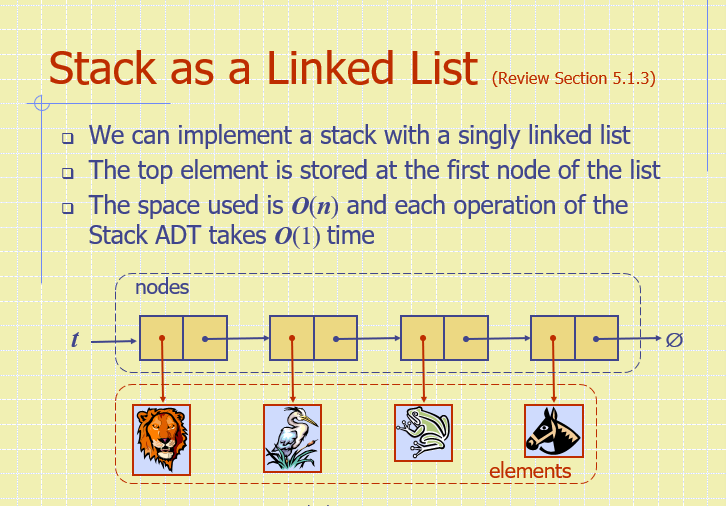 Stack as a Linked List (Review Section 5.1.3)
We can implement a stack with a singly linked list
The top element is stored at the first node of the list
The space used is O(n) and each operation of the
Stack ADT takes O(1) time
nodes
t
∅
elements